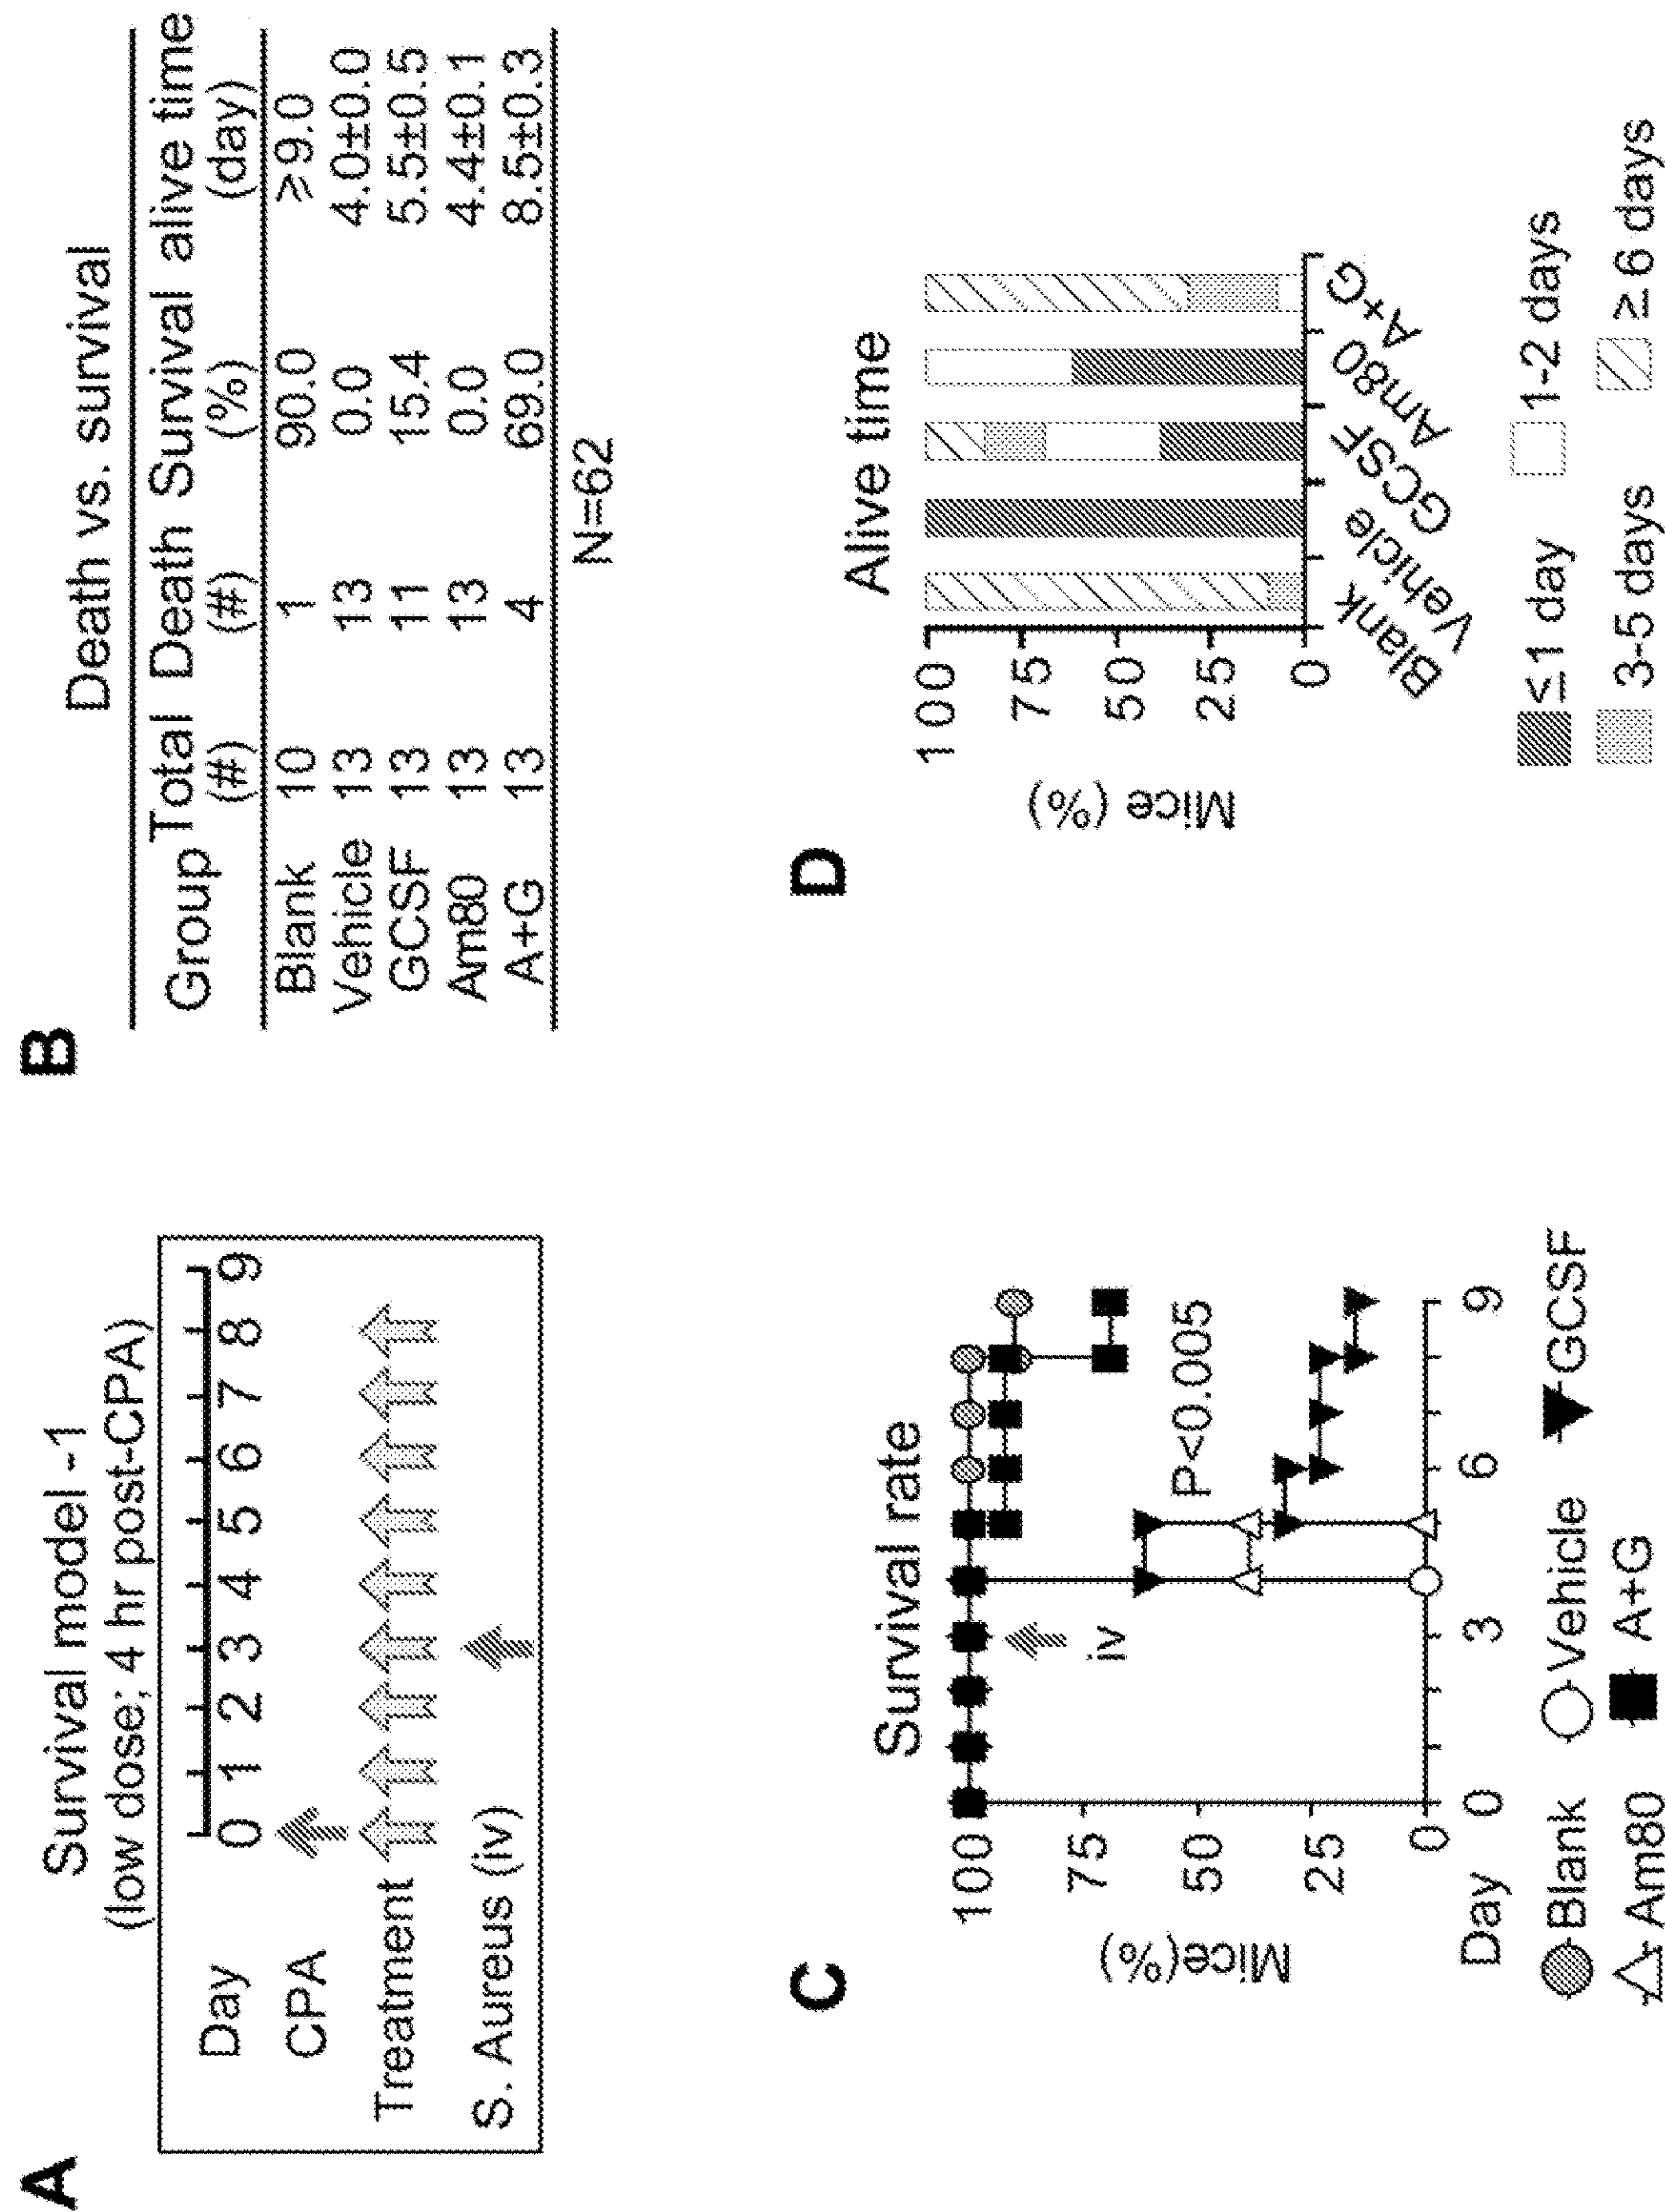 A
Survival model -1
(low dose; 4 hr post-CPA)
Day 0 1 2 3 4 5 6 7 8 9
CPA
Treatment
S. Aureus (iv)
B
Death vs. survival
Group Total Death Survival alive time
(#) (#) (%) (day)
Blank 10 1 90.0 ≥9.0
Vehicle 13 13 0.0 4.0±0.0
GCSF 13 11 15.4 5.5±0.5
Am80 13 13 0.0 4.4±0.1
A+G 13 4 69.0 8.5±0.3
N=62
C
Survival rate
Mice(%)
100
75
50
25
0
iv
P<0.005
Day 0 3 6 9
Blank Vehicle GCSF
Am80 A+G
D
Alive time
Mice (%)
100
75
50
25
0
Blank Vehicle GCSF Am80 A+G
≤1 day 1-2 days
3-5 days ≥6 days